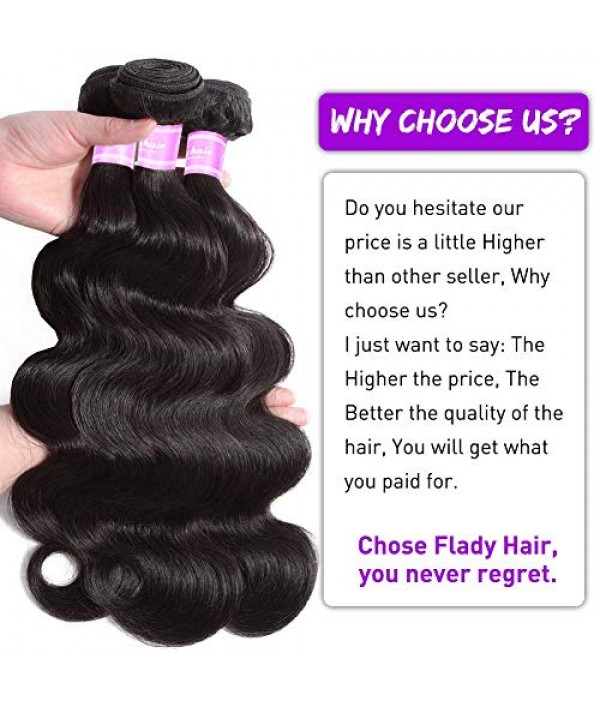 hair
hair
WHY CHOOSE US?
Do you hesitate our
price is a little Higher
than other seller, Why
choose us?
I just want to say: The
Higher the price, The
Better the quality of the
hair, You will get what
you paid for.
Chose Flady Hair,
you never regret.